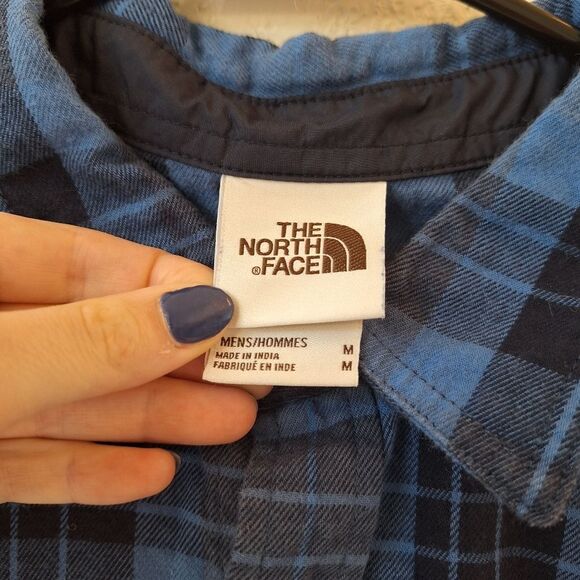 THE
NORTH
®FACE
MENS/HOMMES
MADE IN INDIA M
FABRIQUÉ EN INDE M